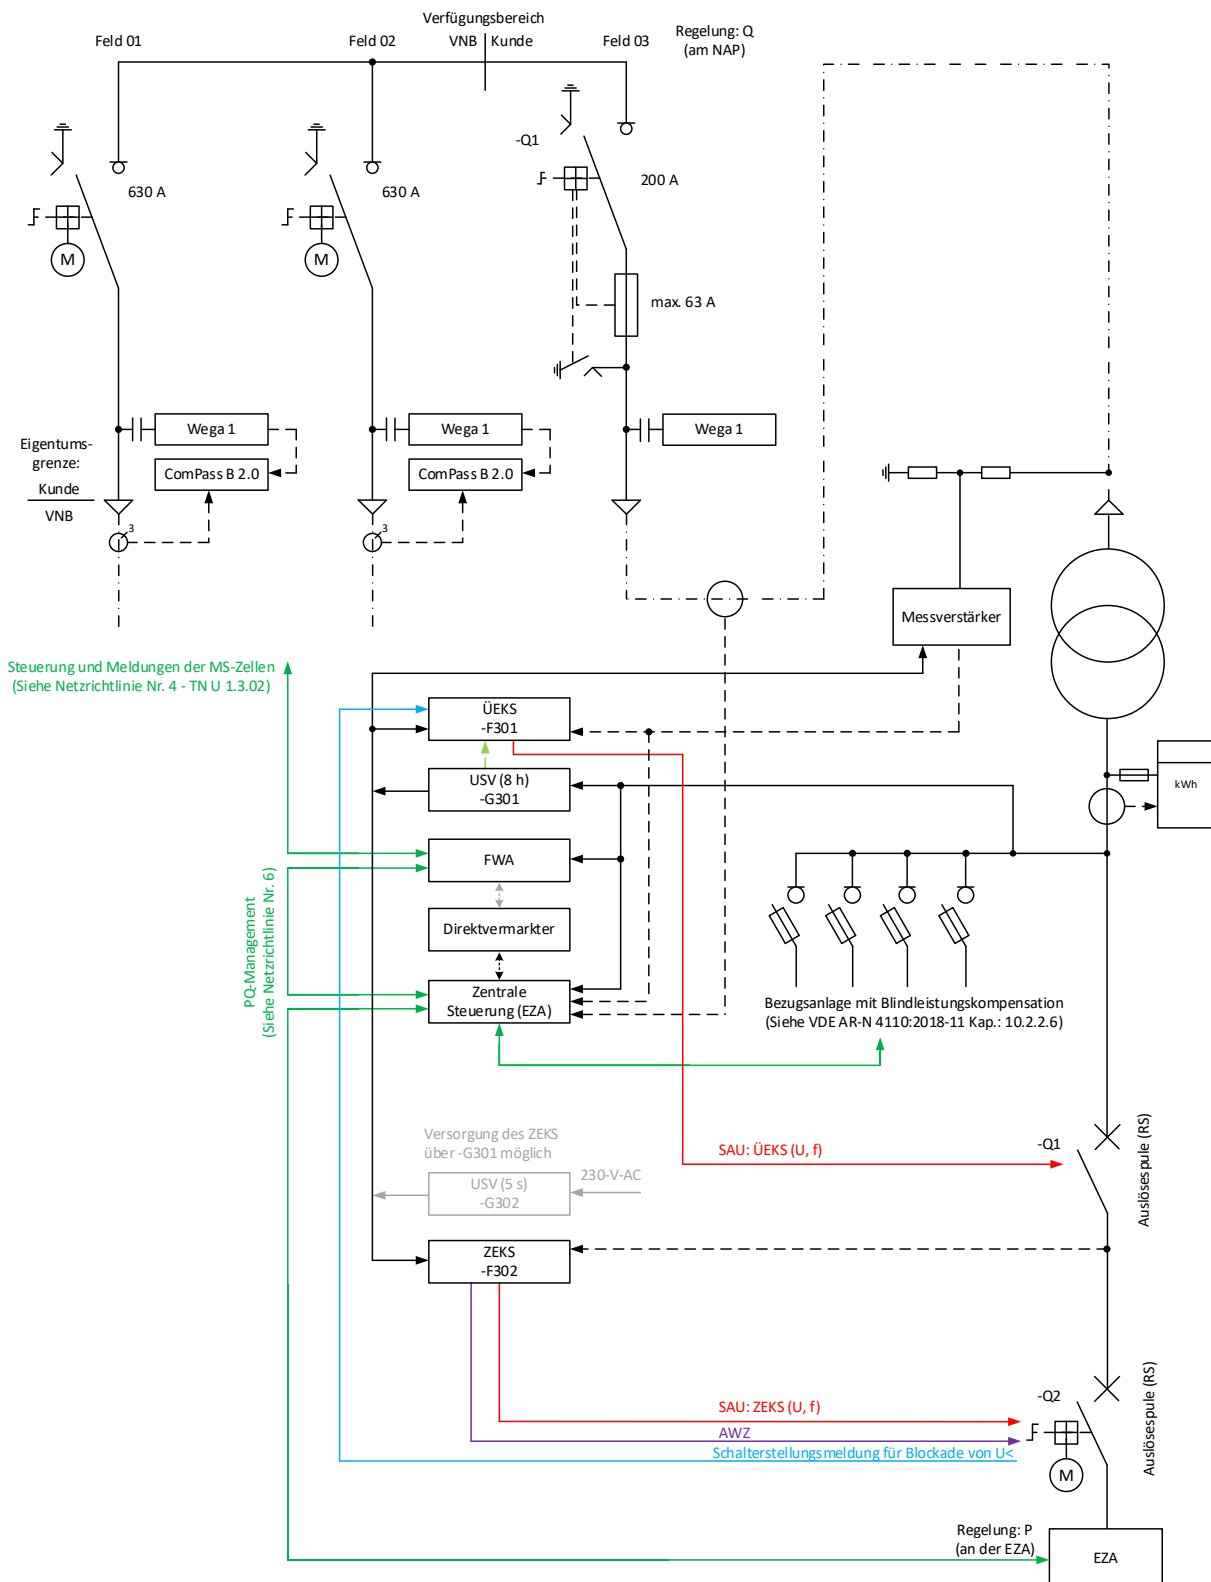 Verfügungsbereich
VNB | Kunde
Feld 01
Feld 02
Feld 03
Regelung: Q
(am NAP)
-Q1
630 A
630 A
200 A
M
M
max. 63 A
Wega 1
Wega 1
Wega 1
Eigentums-
grenze:
Kunde
VNB
ComPass B 2.0
ComPass B 2.0
3
3
Messverstärker
Steuerung und Meldungen der MS-Zellen
(Siehe Netzrichtlinie Nr. 4 - TN U 1.3.02)
ÜEKS
-F301
USV (8 h)
-G301
kWh
FWA
Direktvermarkter
Zentrale
Steuerung (EZA)
PQ-Management
(Siehe Netzrichtlinie Nr. 6)
Bezugsanlage mit Blindleistungskompensation
(Siehe VDE AR-N 4110:2018-11 Kap.: 10.2.2.6)
Versorgung des ZEKS
über -G301 möglich
USV (5 s)
-G302
230-V-AC
SAU: ÜEKS (U, f)
-Q1
Auslösespule (RS)
ZEKS
-F302
SAU: ZEKS (U, f)
AWZ
Schalterstellungsmeldung für Blockade von U<
-Q2
M
Auslösespule (RS)
Regelung: P
(an der EZA)
EZA